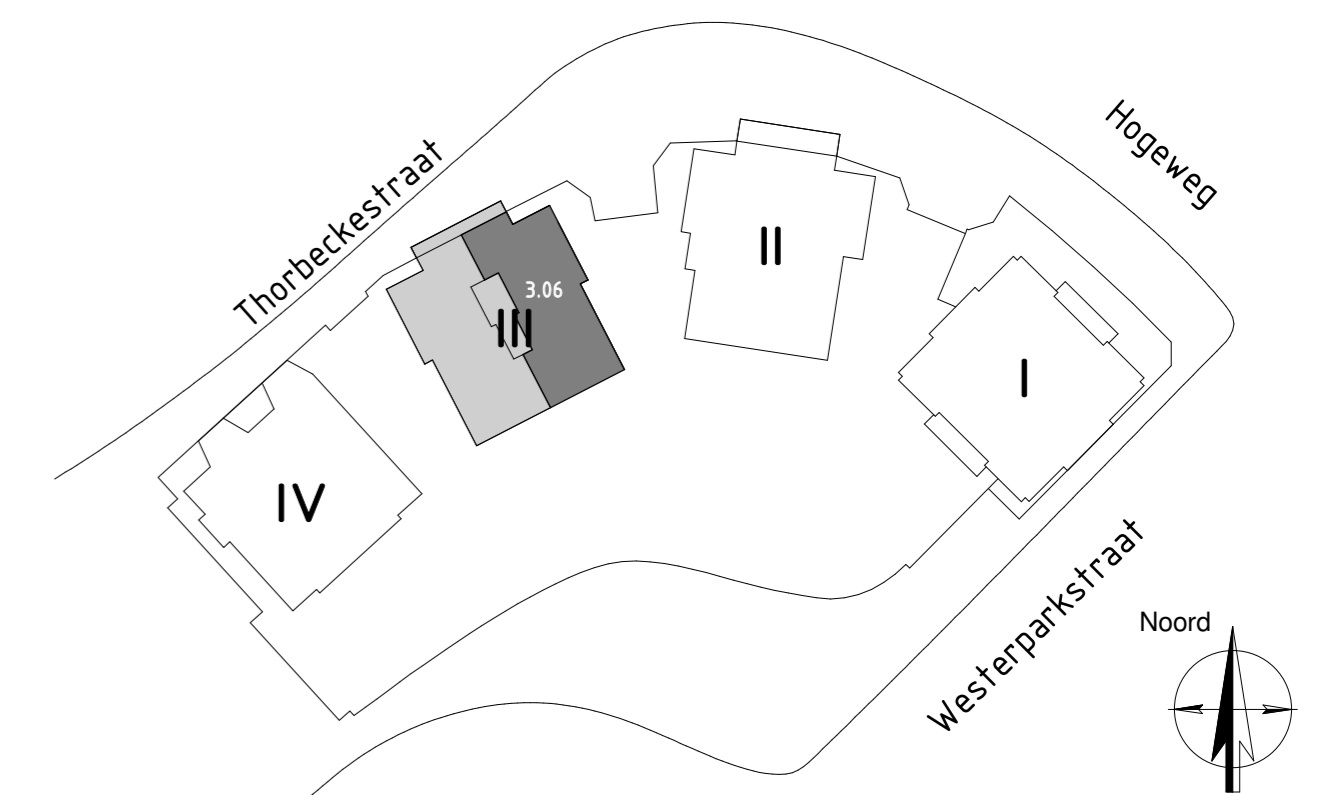 Hogeweg
Thorbeckestraat
II
3.06
III
I
IV
Westerparkstraat
Noord